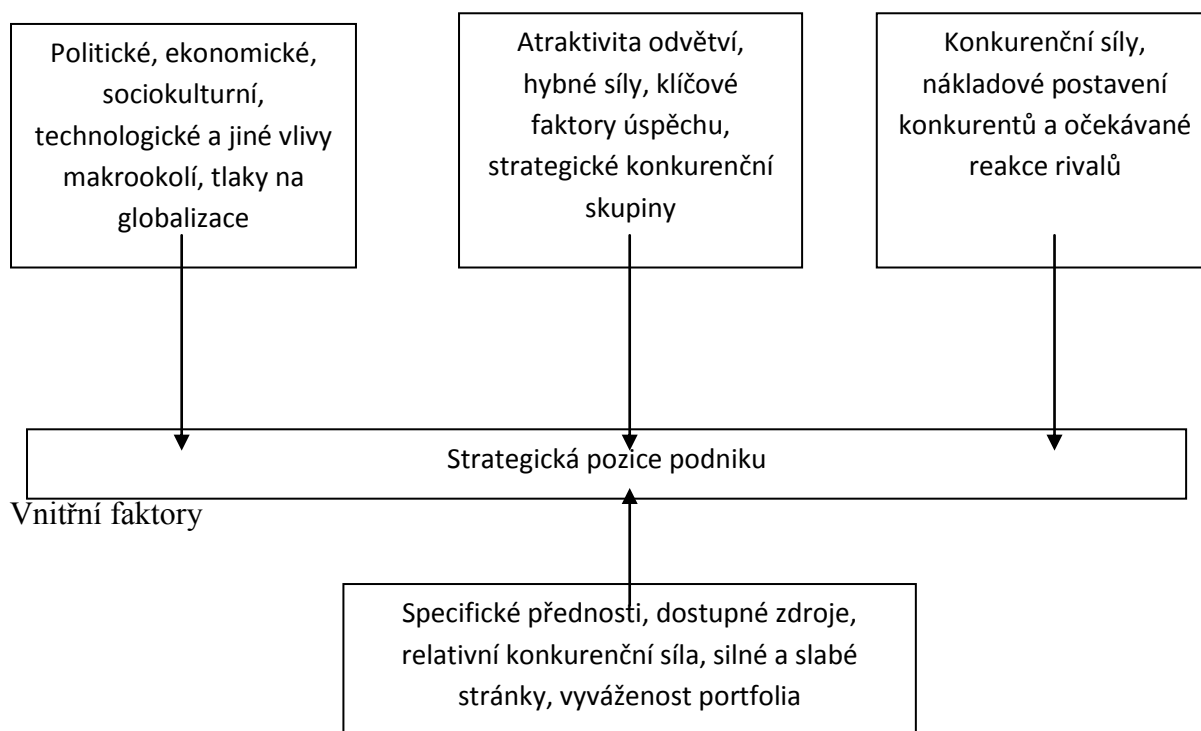 Politické, ekonomické,
sociokulturní,
technologické a jiné vlivy
makrookolí, tlaky na
globalizace
Atraktivita odvětví,
hybné síly, klíčové
faktory úspěchu,
strategické konkurenční
skupiny
Konkurenční síly,
nákladové postavení
konkurentů a očekávané
reakce rivalů
Strategická pozice podniku
Vnitřní faktory
Specifické přednosti, dostupné zdroje,
relativní konkurenční síla, silné a slabé
stránky, vyváženost portfolia